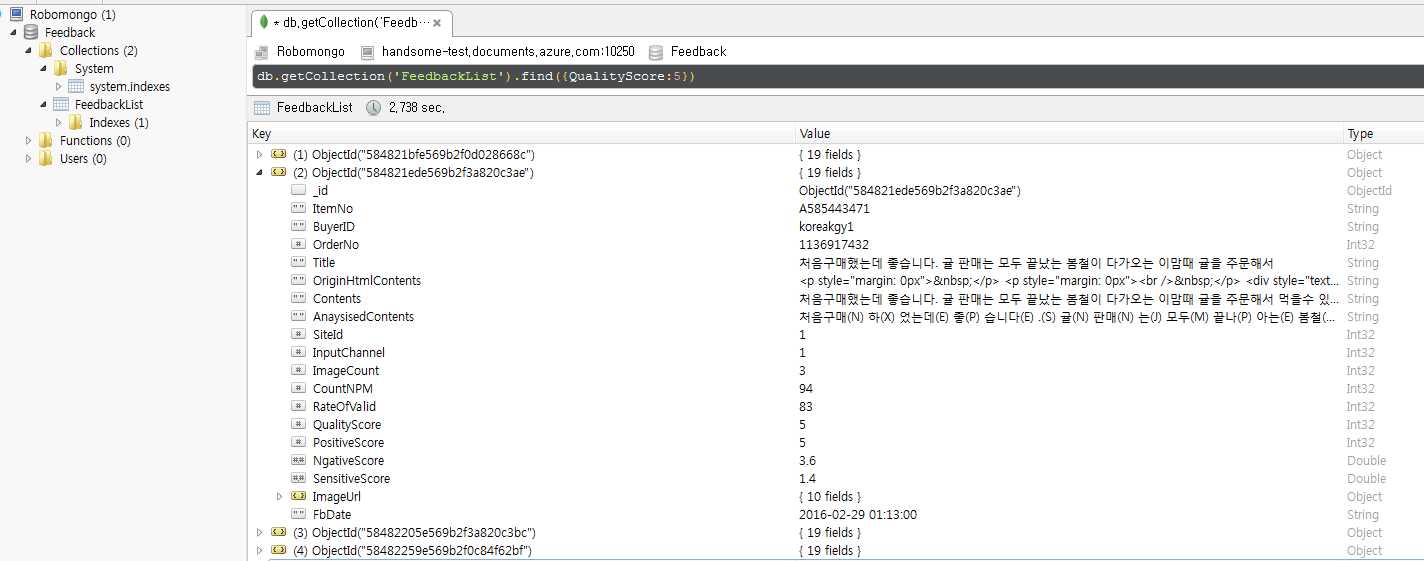 Robomongo (1)
Feedback
Collections (2)
System
system.indexes
FeedbackList
Indexes (1)
Functions (0)
Users (0)
* db.getCollection('Feedb…
Robomongo handsome-test.documents.azure.com:10250 Feedback
db.getCollection('FeedbackList').find({QualityScore:5})
FeedbackList 2.738 sec.
Key Value Type
(1) ObjectId("584821bfe569b2f0d028668c") { 19 fields } Object
(2) ObjectId("584821ede569b2f3a820c3ae") { 19 fields } Object
_id ObjectId("584821ede569b2f3a820c3ae") ObjectId
ItemNo A585443471 String
BuyerID koreakgy1 String
OrderNo 1136917432 Int32
Title 처음구매했는데 좋습니다. 귤 판매는 모두 끝났는 봄철이 다가오는 이맘때 귤을 주문해서 String
OriginHtmlContents <p style="margin: 0px">&nbsp;</p> <p style="margin: 0px"><br />&nbsp;</p> <div style="text... String
Contents 처음구매했는데 좋습니다. 귤 판매는 모두 끝났는 봄철이 다가오는 이맘때 귤을 주문해서 먹을수 있... String
AnaysisedContents 처음구매(N) 하(X) 었는데(E) 좋(P) 습니다(E) .(S) 귤(N) 판매(N) 는(J) 모두(M) 끝나(P) 아는(E) 봄철(... String
SiteId 1 Int32
InputChannel 1 Int32
ImageCount 3 Int32
CountNPM 94 Int32
RateOfValid 83 Int32
QualityScore 5 Int32
PositiveScore 5 Int32
NgativeScore 3.6 Double
SensitiveScore 1.4 Double
ImageUrl { 10 fields } Object
FbDate 2016-02-29 01:13:00 String
(3) ObjectId("58482205e569b2f3a820c3bc") { 19 fields } Object
(4) ObjectId("58482259e569b2f0c84f62bf") { 19 fields } Object